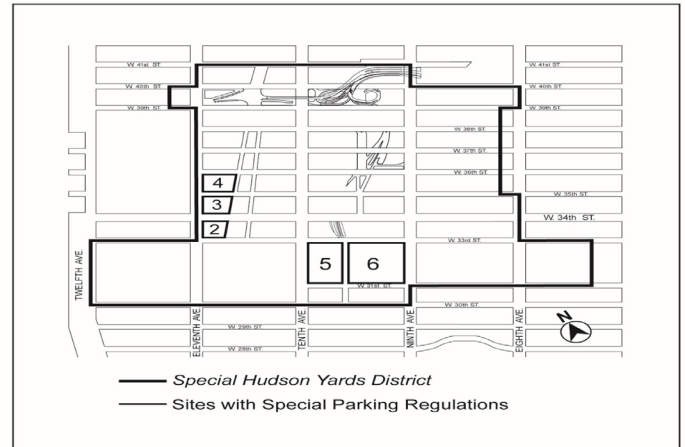 W. 41st ST.
W. 41st ST.
W. 40th ST.
W. 40th ST.
W. 39th ST.
W. 39th ST.
W. 38th ST.
W. 37th ST.
W. 36th ST.
4
W. 35th ST.
3
W. 34th ST.
2
W. 33rd ST.
5
6
TWELFTH AVE.
W. 31st ST.
W. 30th ST.
ELEVENTH AVE
TENTH AVE
NINTH AVE
EIGHTH AVE
N
W. 29th ST.
W. 28th ST.
Special Hudson Yards District
Sites with Special Parking Regulations